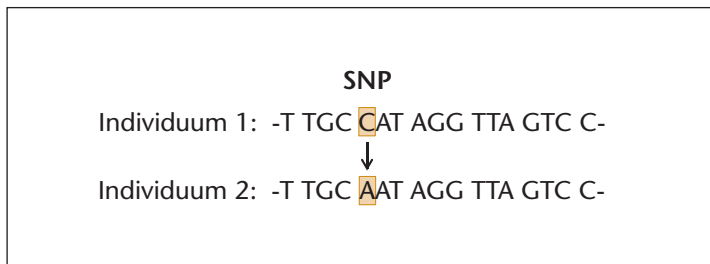 SNP
Individuum 1: -T TGC CAT AGG TTA GTC C-
Individuum 2: -T TGC AAT AGG TTA GTC C-